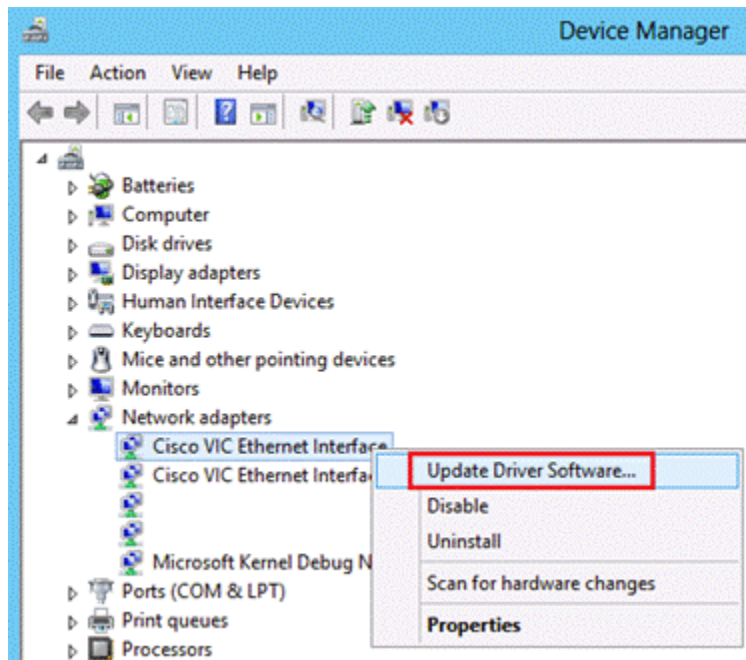 Device Manager
File Action View Help
Batteries
Computer
Disk drives
Display adapters
Human Interface Devices
Keyboards
Mice and other pointing devices
Monitors
Network adapters
Cisco VIC Ethernet Interface
Cisco VIC Ethernet Interfa
Microsoft Kernel Debug N
Ports (COM & LPT)
Print queues
Processors
Update Driver Software...
Disable
Uninstall
Scan for hardware changes
Properties